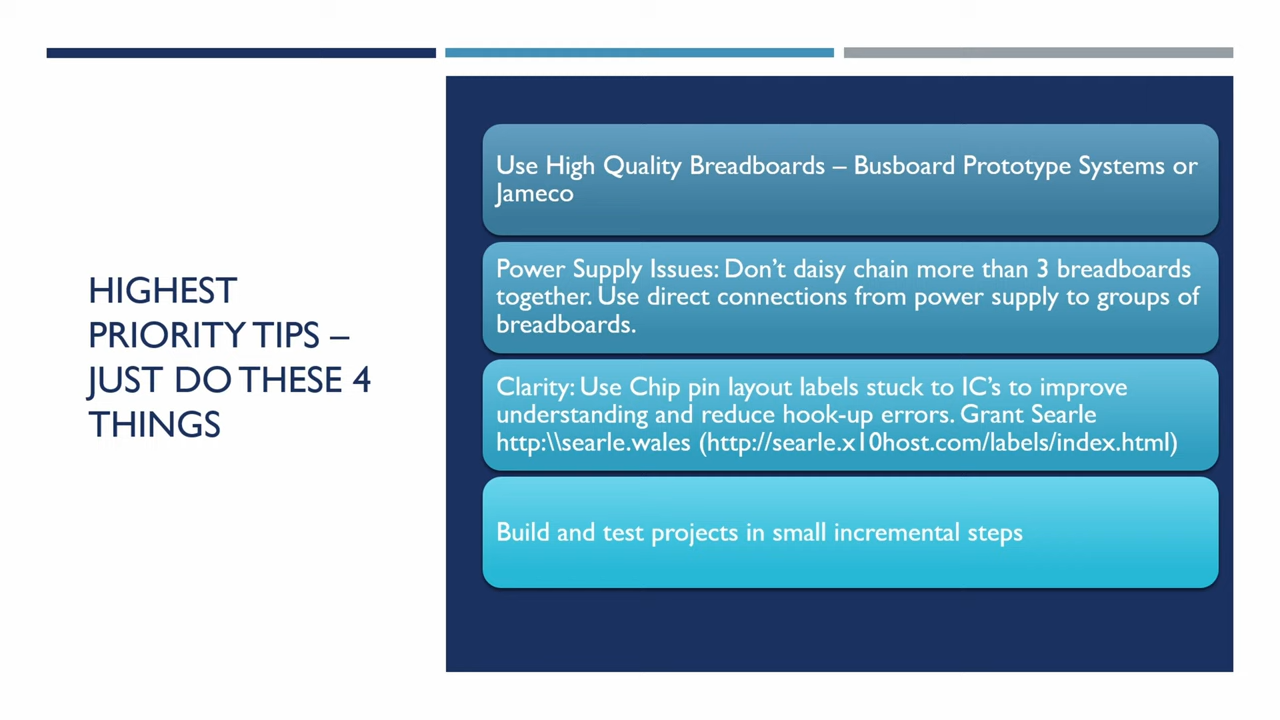 HIGHEST
PRIORITY TIPS –
JUST DO THESE 4
THINGS
Use High Quality Breadboards – Busboard Prototype Systems or
Jameco
Power Supply Issues: Don’t daisy chain more than 3 breadboards
together. Use direct connections from power supply to groups of
breadboards.
Clarity: Use Chip pin layout labels stuck to IC’s to improve
understanding and reduce hook-up errors. Grant Searle
http:\\searle.wales (http://searle.x10host.com/labels/index.html)
Build and test projects in small incremental steps